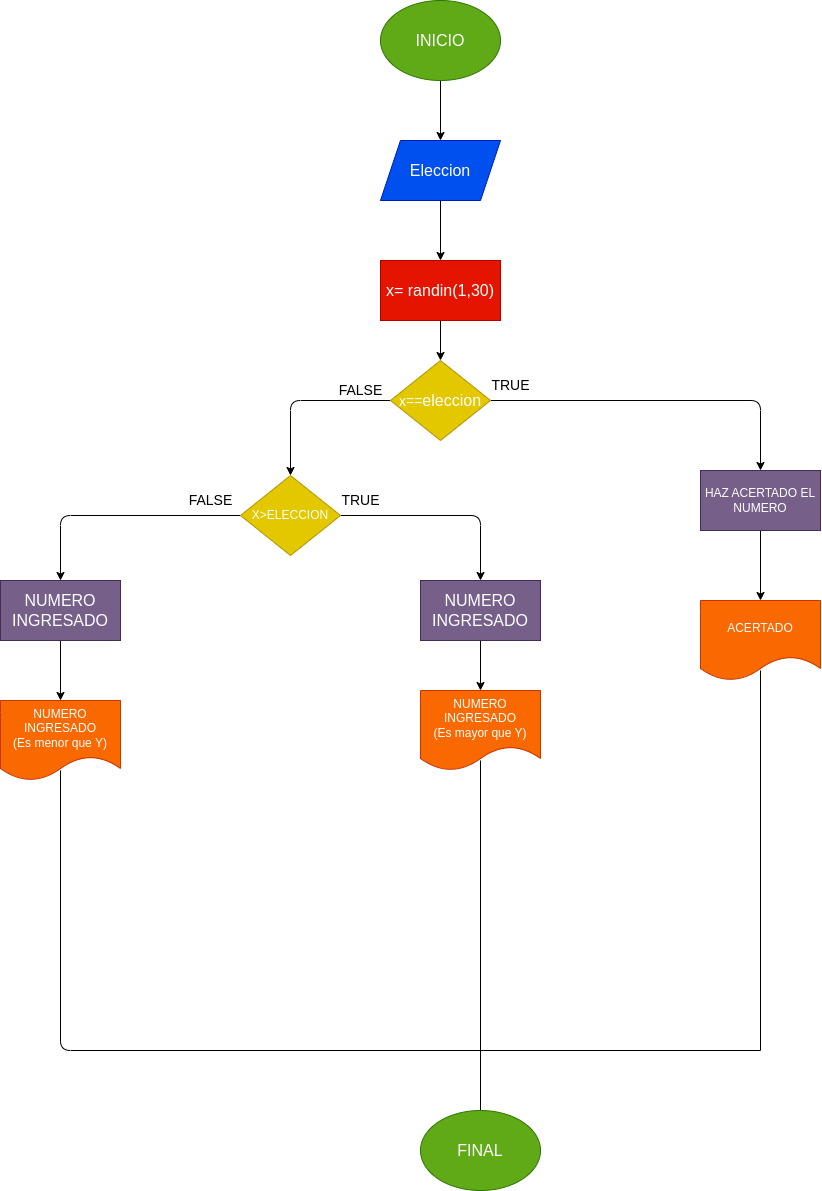 INICIO
Eleccion
x= randin(1,30)
FALSE
x==eleccion
TRUE
FALSE
X>ELECCION
TRUE
HAZ ACERTADO EL
NUMERO
NUMERO
INGRESADO
NUMERO
INGRESADO
ACERTADO
NUMERO
INGRESADO
(Es menor que Y)
NUMERO
INGRESADO
(Es mayor que Y)
FINAL